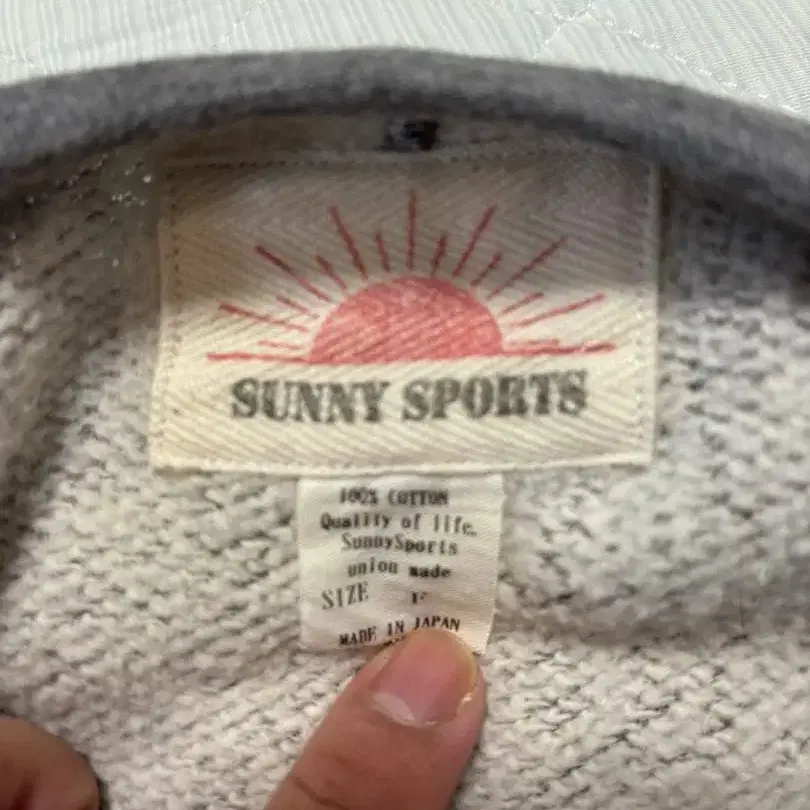 SUNNY SPORTS
100% COTTON
Quality of life.
SunnySports
union made
SIZE
MADE IN JAPAN